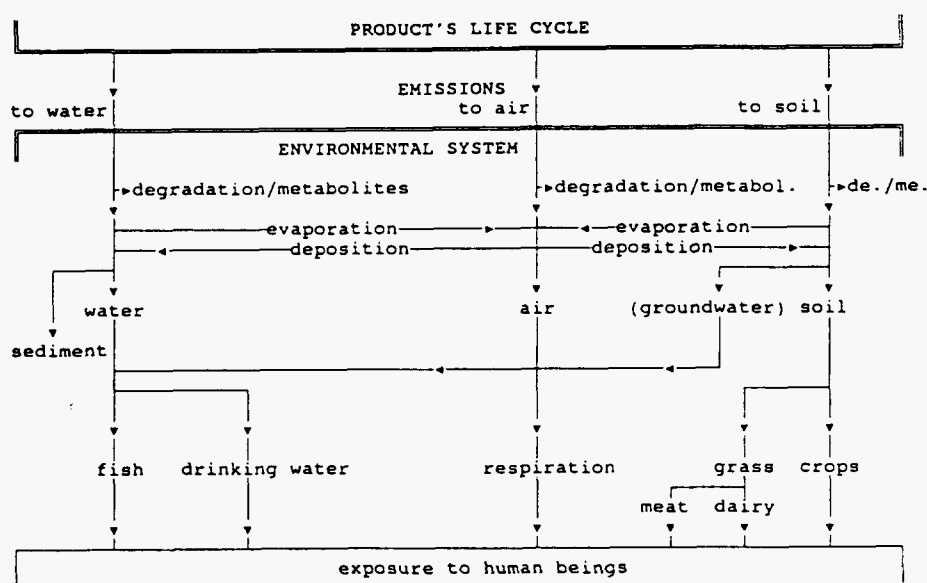 PRODUCT'S LIFE CYCLE
EMISSIONS
to water to air to soil
ENVIRONMENTAL SYSTEM
degradation/metabolites degradation/metabol. de./me.
evaporation evaporation
deposition deposition
water air (groundwater) soil
sediment
fish drinking water respiration grass crops
meat dairy
exposure to human beings